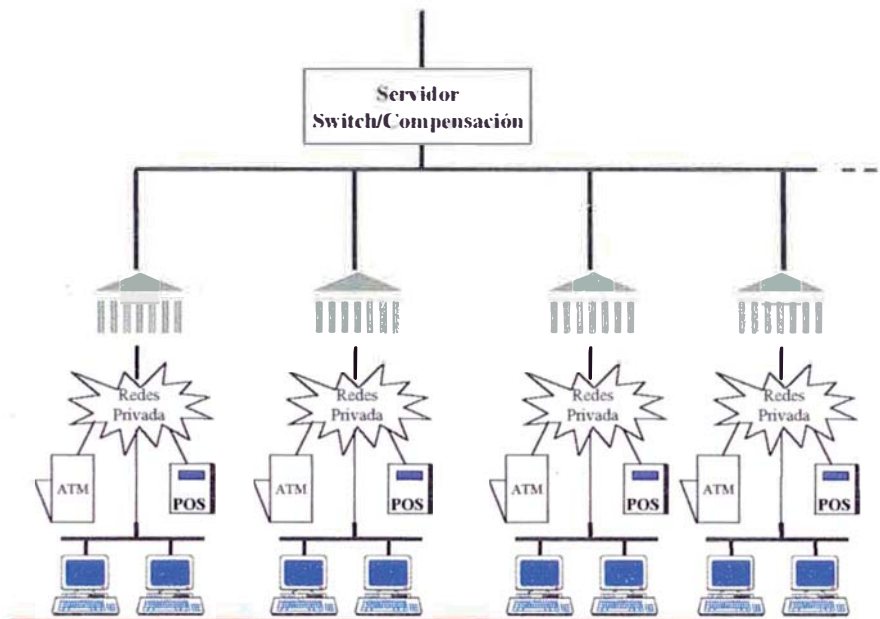 Servidor
Switch/Compensación
Redes
Privada
Redes
Privada
Redes
Privada
Redes
Privada
ATM
POS
ATM
POS
ATM
POS
ATM
POS